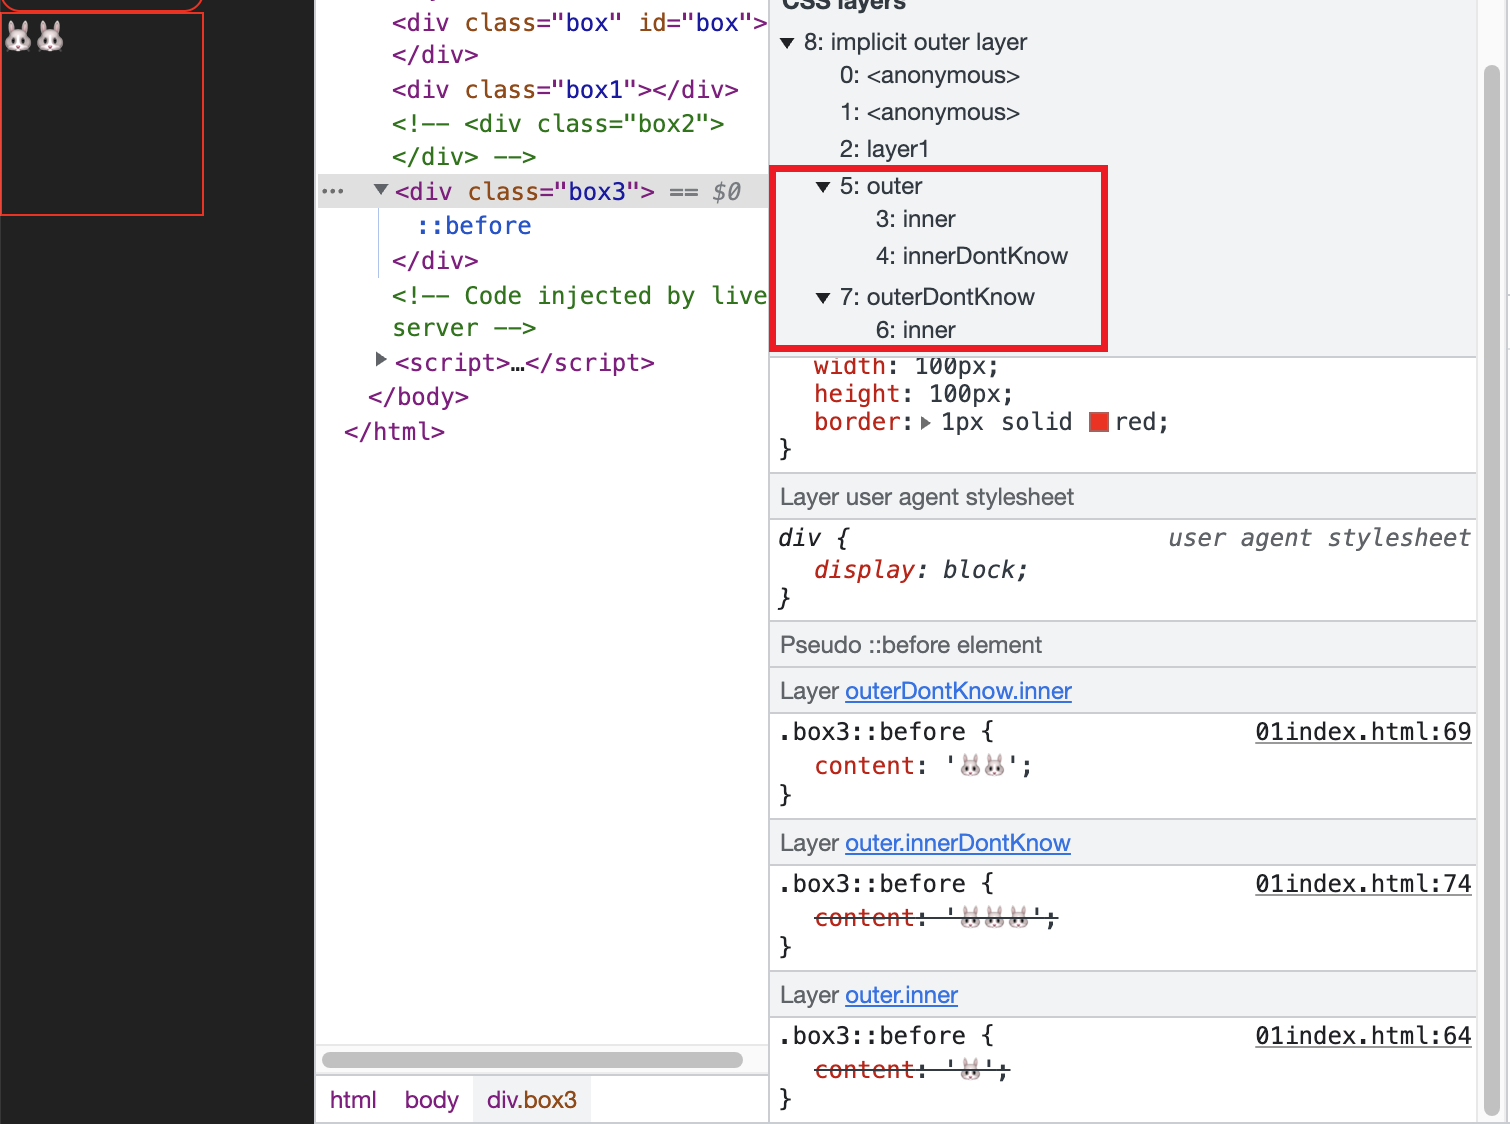 <div class="box" id="box">
</div>
<div class="box1"></div>
<!-- <div class="box2">
</div> -->
<div class="box3"> == $0
::before
</div>
<!-- Code injected by live
server -->
<script>…</script>
</body>
</html>
html body div.box3
CSS layers
8: implicit outer layer
0: <anonymous>
1: <anonymous>
2: layer1
5: outer
3: inner
4: innerDontKnow
7: outerDontKnow
6: inner
width: 100px;
height: 100px;
border: 1px solid red;
}
Layer user agent stylesheet
div { user agent stylesheet
display: block;
}
Pseudo ::before element
Layer outerDontKnow.inner
.box3::before { 01index.html:69
content: '🐰🐰';
}
Layer outer.innerDontKnow
.box3::before { 01index.html:74
content: '🐰🐰🐰';
}
Layer outer.inner
.box3::before { 01index.html:64
content: '🐰';
}